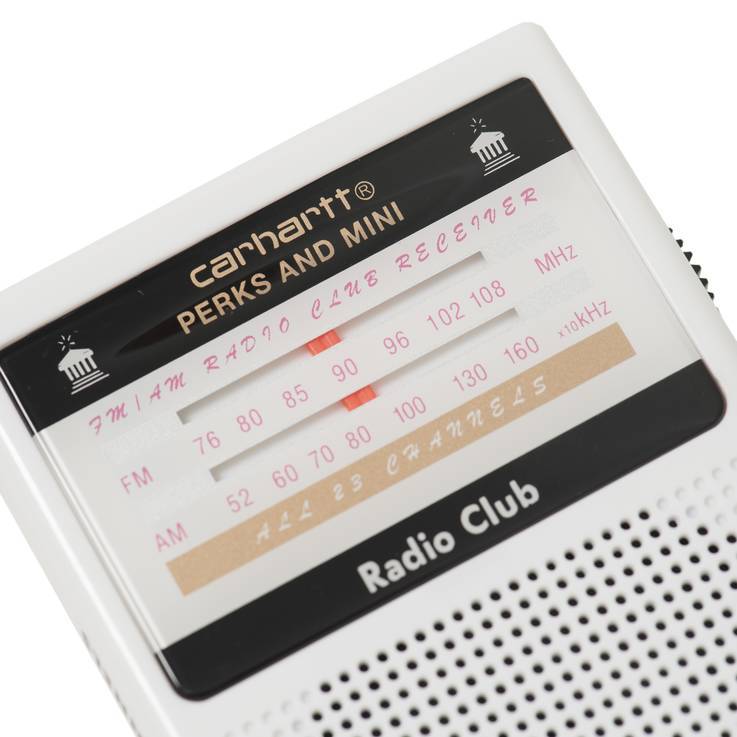 carhartt®
PERKS AND MINI
FM/AM RADIO CLUB RECEIVER
FM 76 80 85 90 96 102 108 MHz
AM 52 60 70 80 100 130 160 x10kHz
ALL 23 CHANNELS
Radio Club